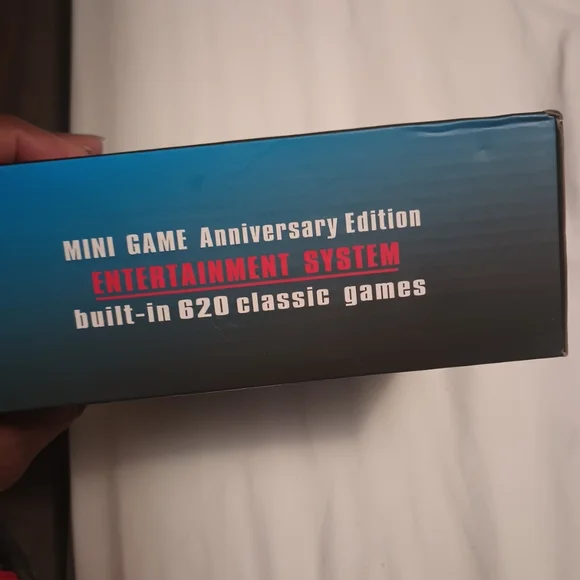 MINI GAME Anniversary Edition
ENTERTAINMENT SYSTEM
built-in 620 classic games